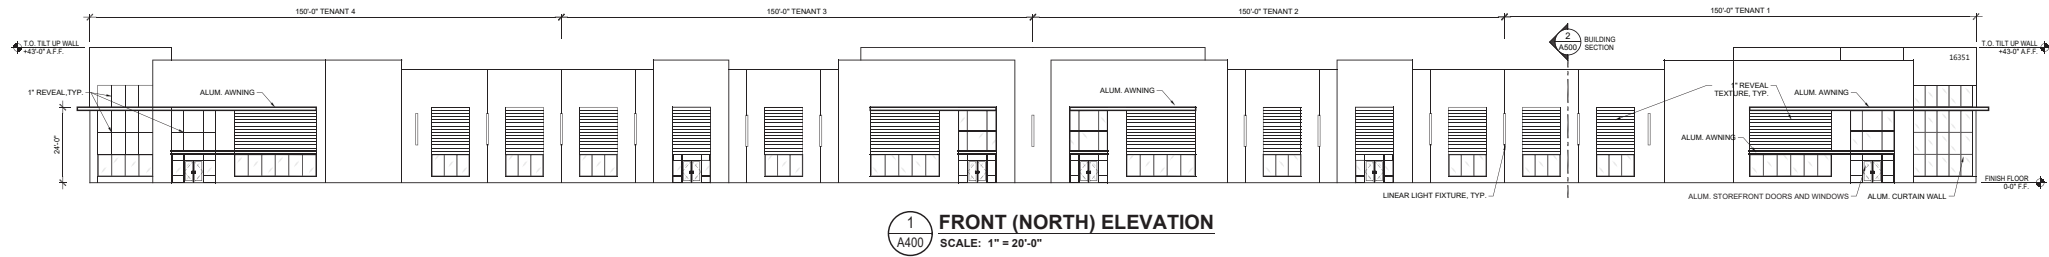 150'-0" TENANT 4
150'-0" TENANT 3
150'-0" TENANT 2
150'-0" TENANT 1
T.O. TILT UP WALL
+43'-0" A.F.F.
2
A500
BUILDING
SECTION
T.O. TILT UP WALL
+43-0" A.F.F.
16351
1" REVEAL,TYP.
ALUM. AWNING
ALUM. AWNING
1" REVEAL
TEXTURE, TYP.
ALUM. AWNING
24'-0"
ALUM. AWNING
FINISH FLOOR
0-0" F.F.
LINEAR LIGHT FIXTURE, TYP.
ALUM. STOREFRONT DOORS AND WINDOWS
ALUM. CURTAIN WALL
1
A400
FRONT (NORTH) ELEVATION
SCALE: 1" = 20'-0"